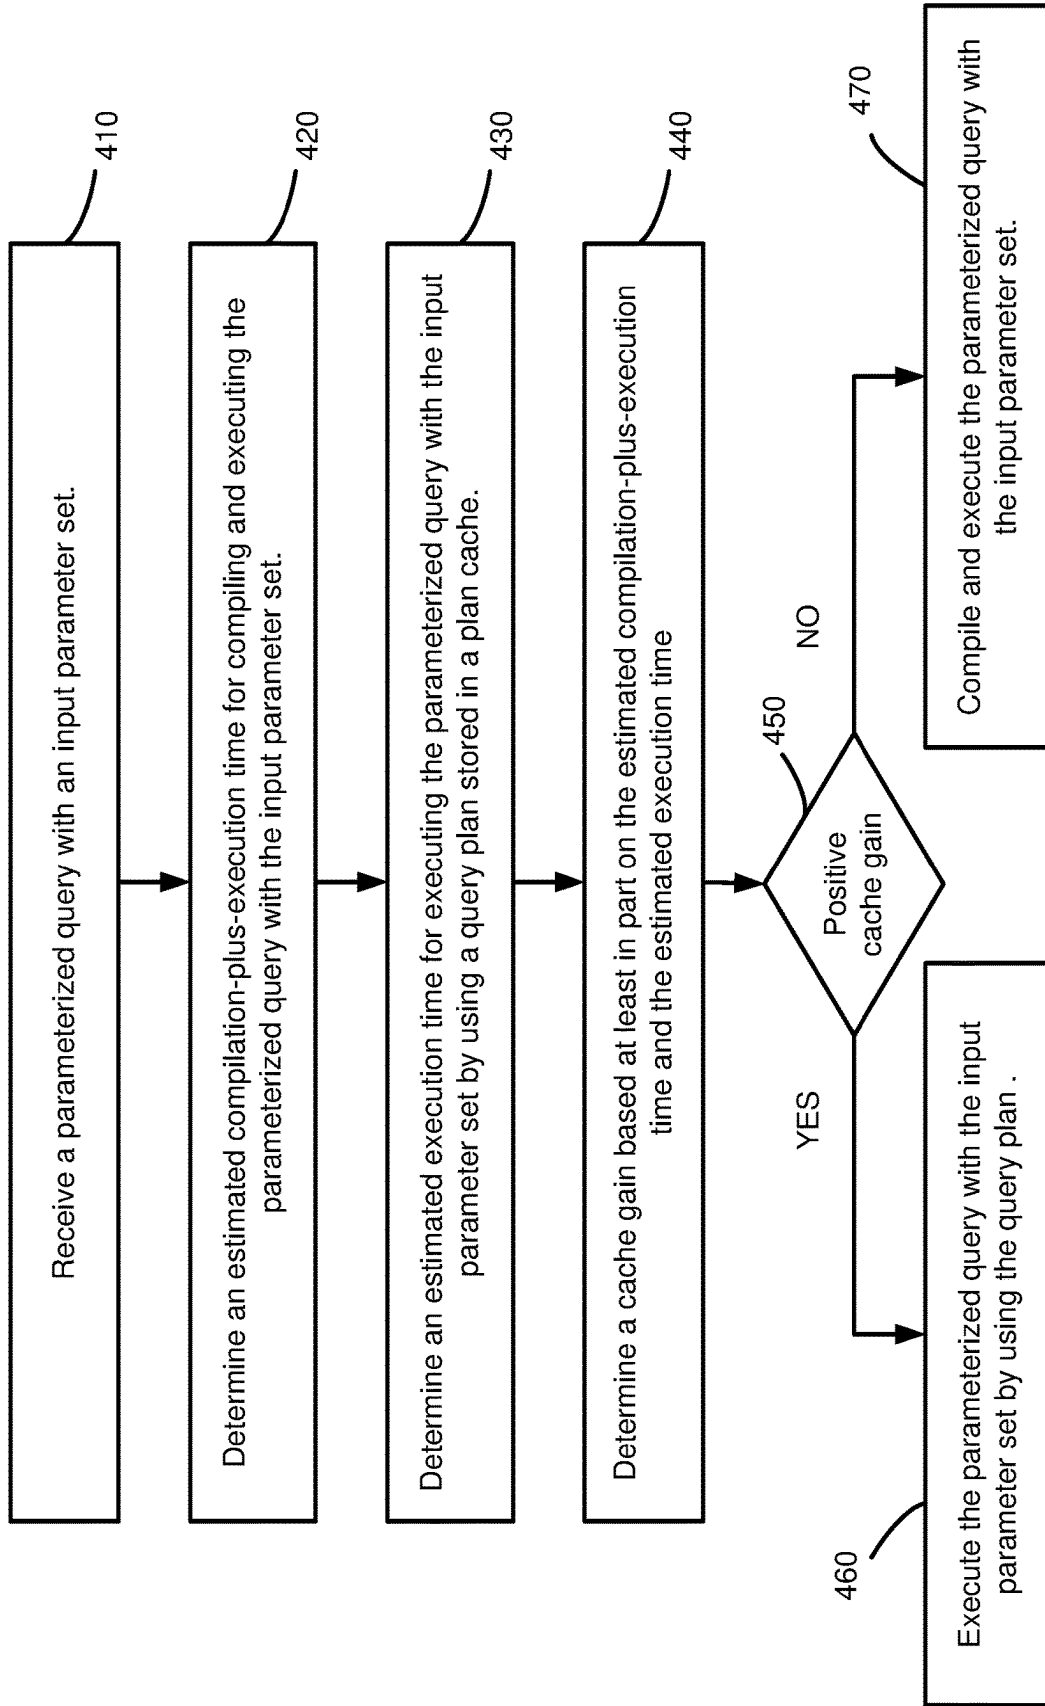 410
Receive a parameterized query with an input parameter set.
420
Determine an estimated compilation-plus-execution time for compiling and executing the
parameterized query with the input parameter set.
430
Determine an estimated execution time for executing the parameterized query with the input
parameter set by using a query plan stored in a plan cache.
440
Determine a cache gain based at least in part on the estimated compilation-plus-execution
time and the estimated execution time
450
Positive
cache gain
YES
NO
460
Execute the parameterized query with the input
parameter set by using the query plan .
470
Compile and execute the parameterized query with
the input parameter set.